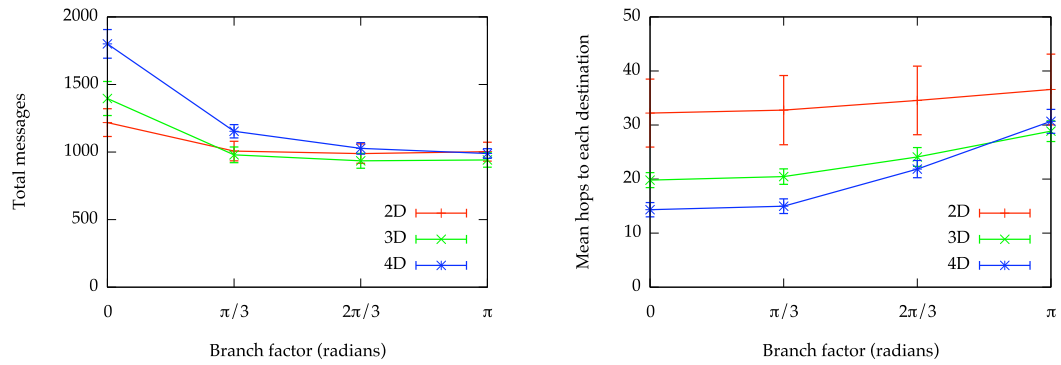 2000
1500
1000
500
0
Total messages
2D
3D
4D
0 π/3 2π/3 π
Branch factor (radians)
50
40
30
20
10
0
Mean hops to each destination
2D
3D
4D
0 π/3 2π/3 π
Branch factor (radians)